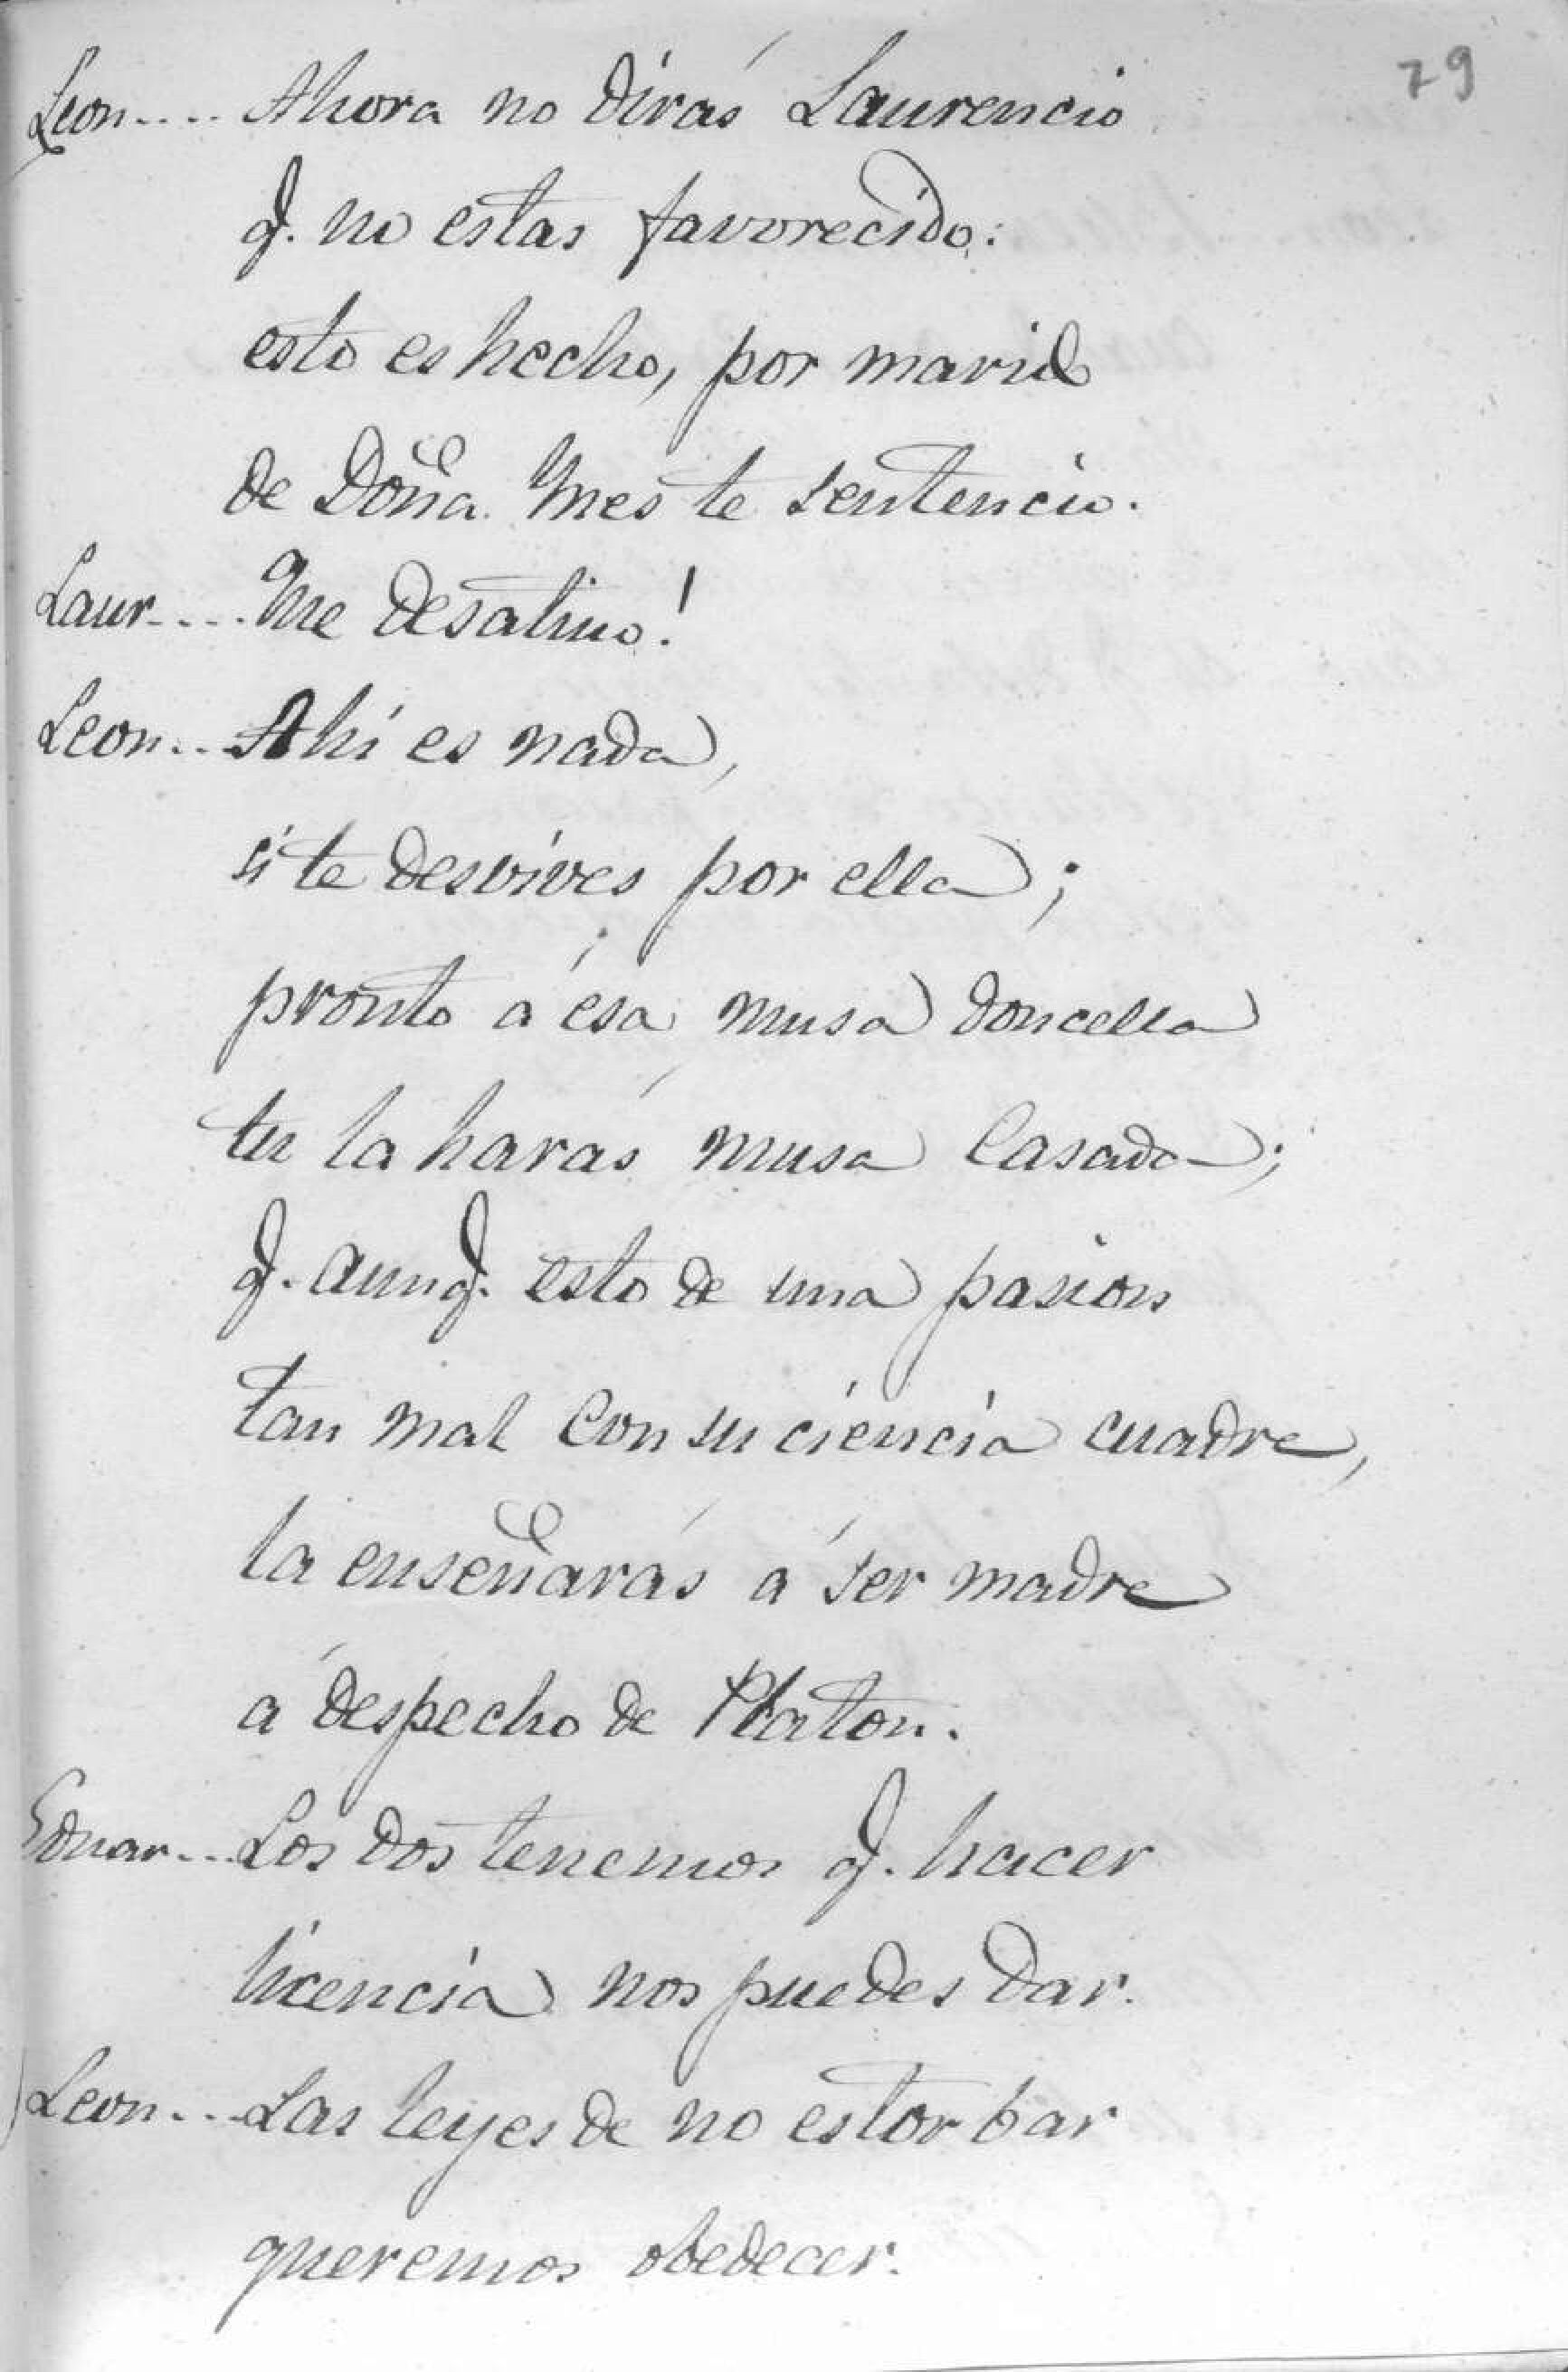 79
Leon.... Ahora no dirás Laurencio
q. no estas favorecido:
esto es hecho, por marido
de Doña Ines te sentencio.
Laur.... Me desatino!
Leon... Ahí es nada,
si te desvives por ella;
pronto á ésa musa doncella
tu la harás musa Casada;
q. aunq. esto de una pasion
tan mal Con su ciencia cuadre,
la enseñarás á ser madre
á despecho de Platon.
Eduar... Los dos tenemos q. hacer
licencia nos puedes dar.
Leon... Las leyes de no estorbar
queremos obedecer.